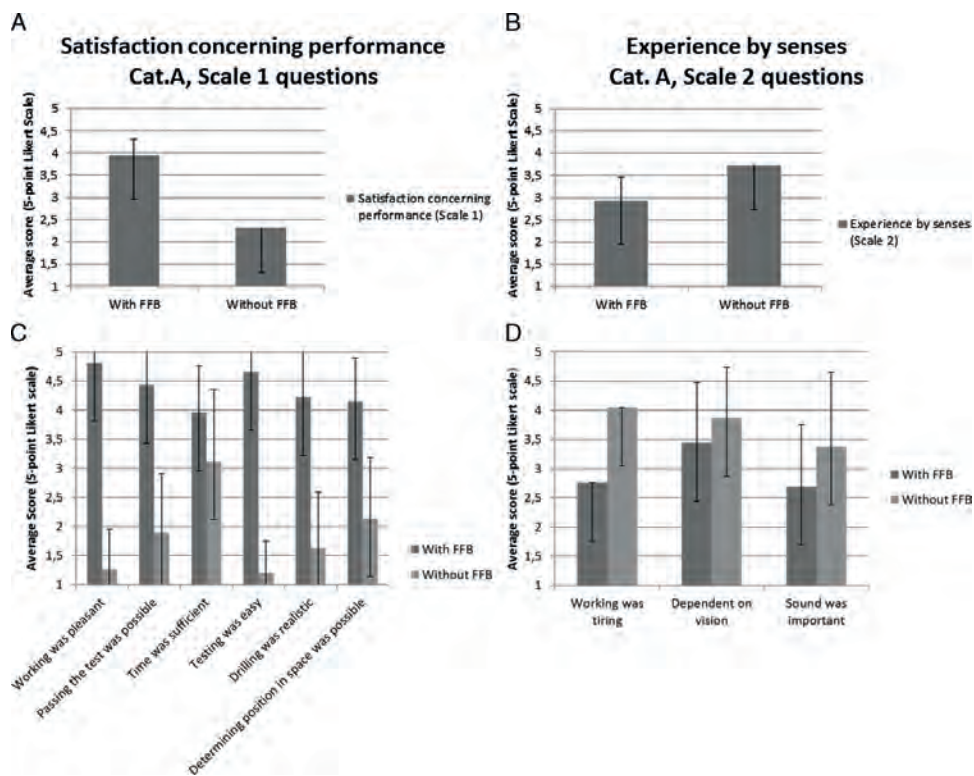 A
Satisfaction concerning performance
Cat.A, Scale 1 questions
Average score (5-point Likert Scale)
5
4,5
4
3,5
3
2,5
2
1,5
1
With FFB
Without FFB
Satisfaction concerning
performance (Scale 1)
B
Experience by senses
Cat. A, Scale 2 questions
Average score (5-point Likert Scale)
5
4,5
4
3,5
3
2,5
2
1,5
1
With FFB
Without FFB
Experience by senses
(Scale 2)
C
Average Score (5-point Likert scale)
5
4,5
4
3,5
3
2,5
2
1,5
1
Working was pleasant
Passing the test was possible
Time was sufficient
Testing was easy
Drilling was realistic
Determining position in space was possible
With FFB
Without FFB
D
Average score (5-point Likert scale)
5
4,5
4
3,5
3
2,5
2
1,5
1
Working was
tiring
Dependent on
vision
Sound was
important
With FFB
Without FFB